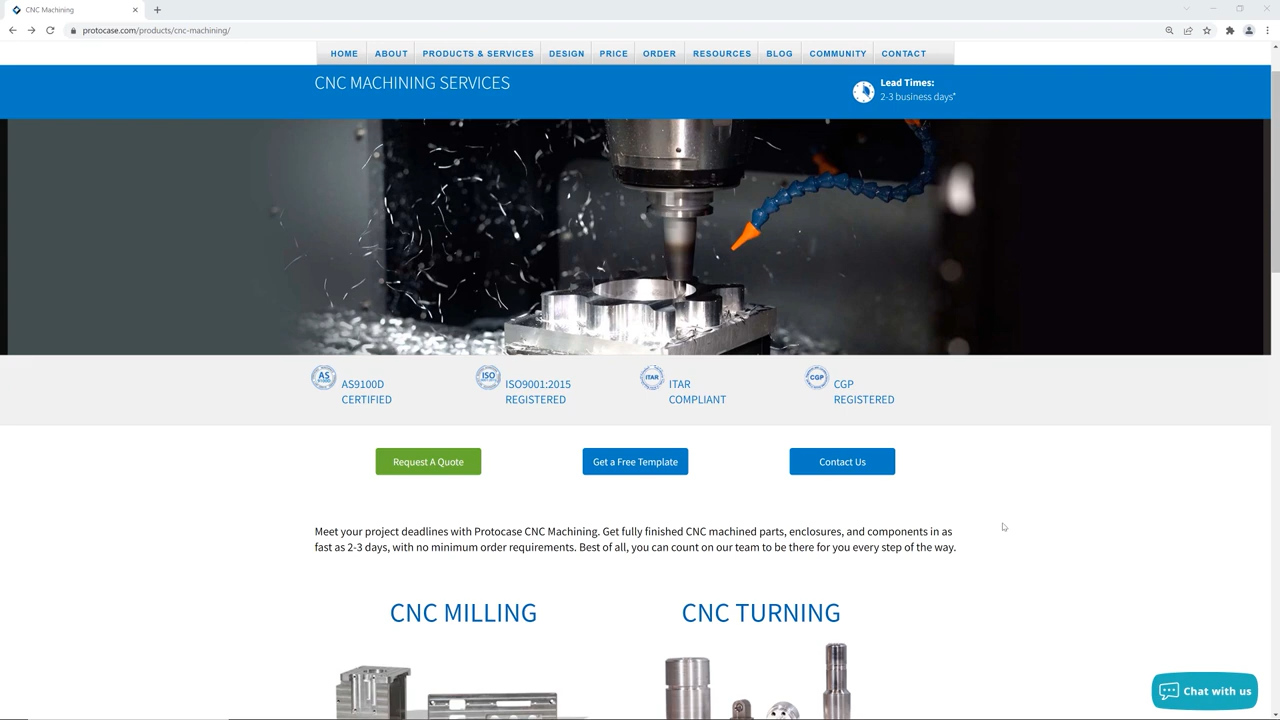 CNC Machining
protocase.com/products/cnc-machining/
HOME ABOUT PRODUCTS & SERVICES DESIGN PRICE ORDER RESOURCES BLOG COMMUNITY CONTACT
CNC MACHINING SERVICES
Lead Times:
2-3 business days*
AS
AS9100D
CERTIFIED
ISO
ISO9001:2015
REGISTERED
ITAR
ITAR
COMPLIANT
CGP
CGP
REGISTERED
Request A Quote
Get a Free Template
Contact Us
Meet your project deadlines with Protocase CNC Machining. Get fully finished CNC machined parts, enclosures, and components in as
fast as 2-3 days, with no minimum order requirements. Best of all, you can count on our team to be there for you every step of the way.
CNC MILLING
CNC TURNING
Chat with us